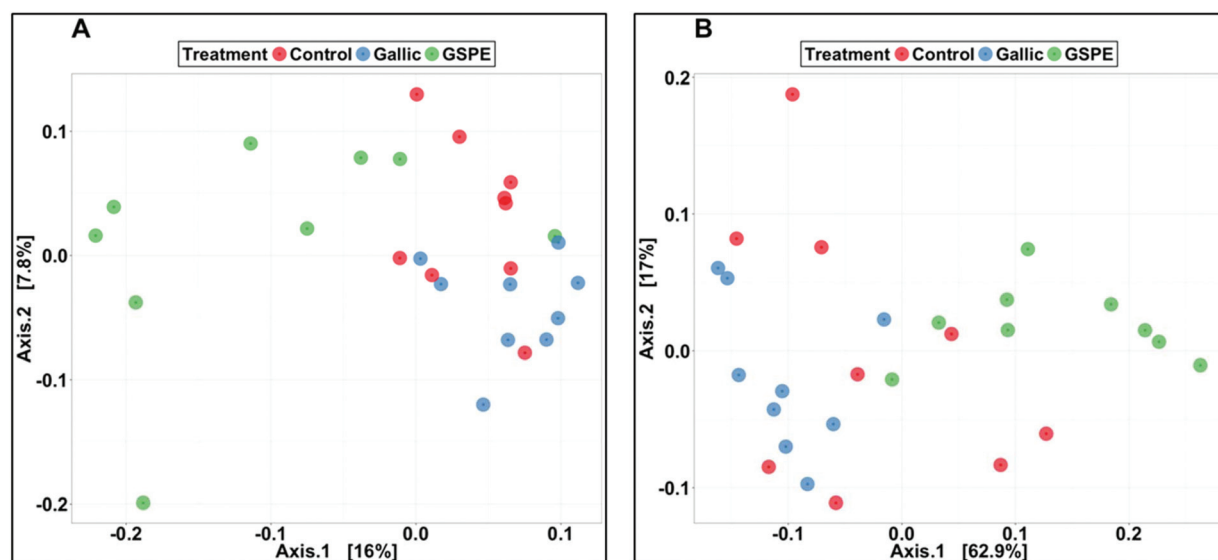 A
Treatment Control Gallic GSPE
0.1
0.0
-0.1
-0.2
Axis.2 [7.8%]
-0.2 -0.1 0.0 0.1
Axis.1 [16%]
B
Treatment Control Gallic GSPE
0.2
0.1
0.0
-0.1
Axis.2 [17%]
-0.1 0.0 0.1 0.2
Axis.1 [62.9%]